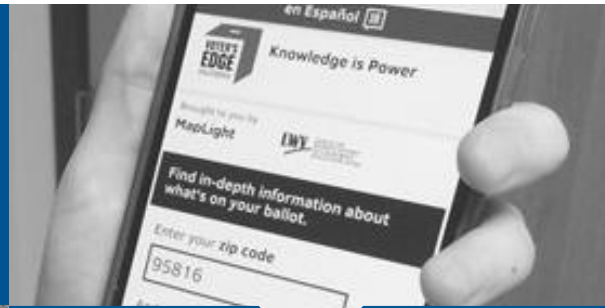 en Español
VOTER'S
EDGE
Knowledge is Power
Brought to you by
MapLight
LWV
Find in-depth information about
what's on your ballot.
Enter your zip code
95816